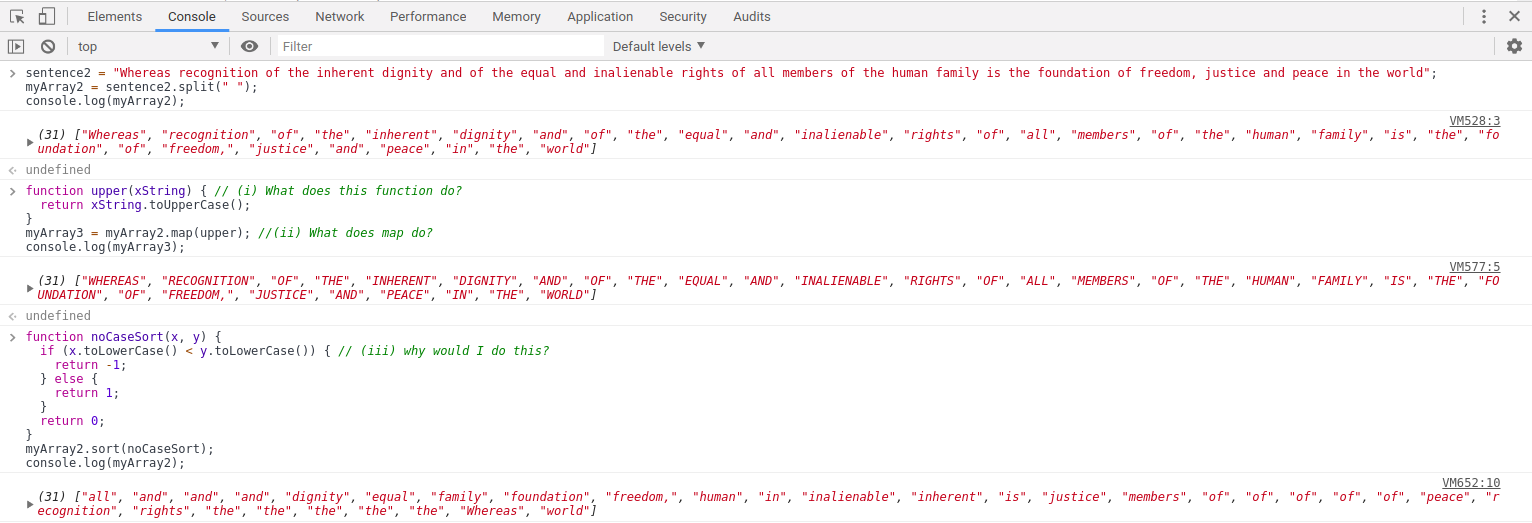 Elements Console Sources Network Performance Memory Application Security Audits
top Filter Default levels
sentence2 = "Whereas recognition of the inherent dignity and of the equal and inalienable rights of all members of the human family is the foundation of freedom, justice and peace in the world";
myArray2 = sentence2.split(" ");
console.log(myArray2);
VM528:3
(31) ["Whereas", "recognition", "of", "the", "inherent", "dignity", "and", "of", "the", "equal", "and", "inalienable", "rights", "of", "all", "members", "of", "the", "human", "family", "is", "the", "fo
undation", "of", "freedom,", "justice", "and", "peace", "in", "the", "world"]
undefined
function upper(xString) { // (i) What does this function do?
return xString.toUpperCase();
}
myArray3 = myArray2.map(upper); //(ii) What does map do?
console.log(myArray3);
VM577:5
(31) ["WHEREAS", "RECOGNITION", "OF", "THE", "INHERENT", "DIGNITY", "AND", "OF", "THE", "EQUAL", "AND", "INALIENABLE", "RIGHTS", "OF", "ALL", "MEMBERS", "OF", "THE", "HUMAN", "FAMILY", "IS", "THE", "FO
UNDATION", "OF", "FREEDOM,", "JUSTICE", "AND", "PEACE", "IN", "THE", "WORLD"]
undefined
function noCaseSort(x, y) {
if (x.toLowerCase() < y.toLowerCase()) { // (iii) why would I do this?
return -1;
} else {
return 1;
}
return 0;
}
myArray2.sort(noCaseSort);
console.log(myArray2);
VM652:10
(31) ["all", "and", "and", "and", "dignity", "equal", "family", "foundation", "freedom,", "human", "in", "inalienable", "inherent", "is", "justice", "members", "of", "of", "of", "of", "of", "peace", "r
ecognition", "rights", "the", "the", "the", "the", "the", "Whereas", "world"]